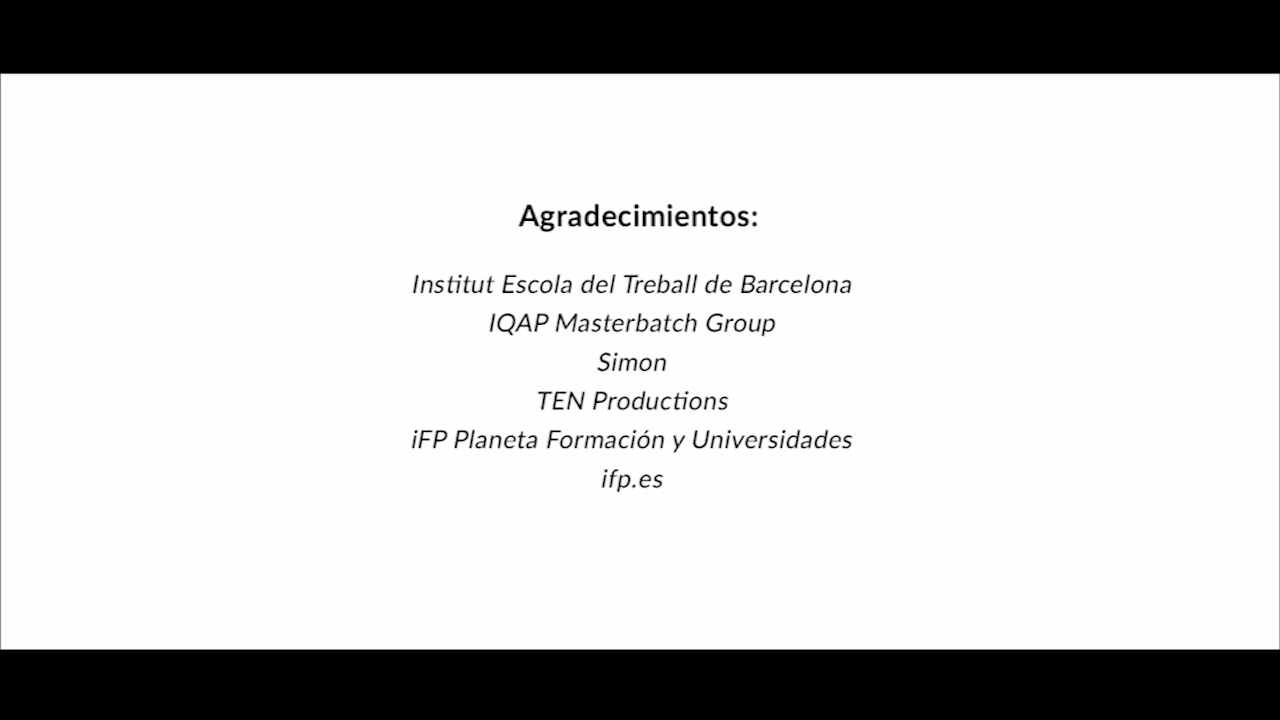 Agradecimientos:
Institut Escola del Treball de Barcelona
IQAP Masterbatch Group
Simon
TEN Productions
iFP Planeta Formación y Universidades
ifp.es